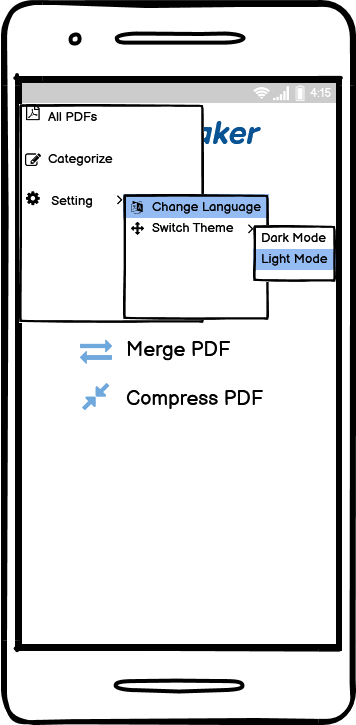 4:15
All PDFs
aker
Categorize
Setting
Change Language
Switch Theme
Dark Mode
Light Mode
Merge PDF
Compress PDF